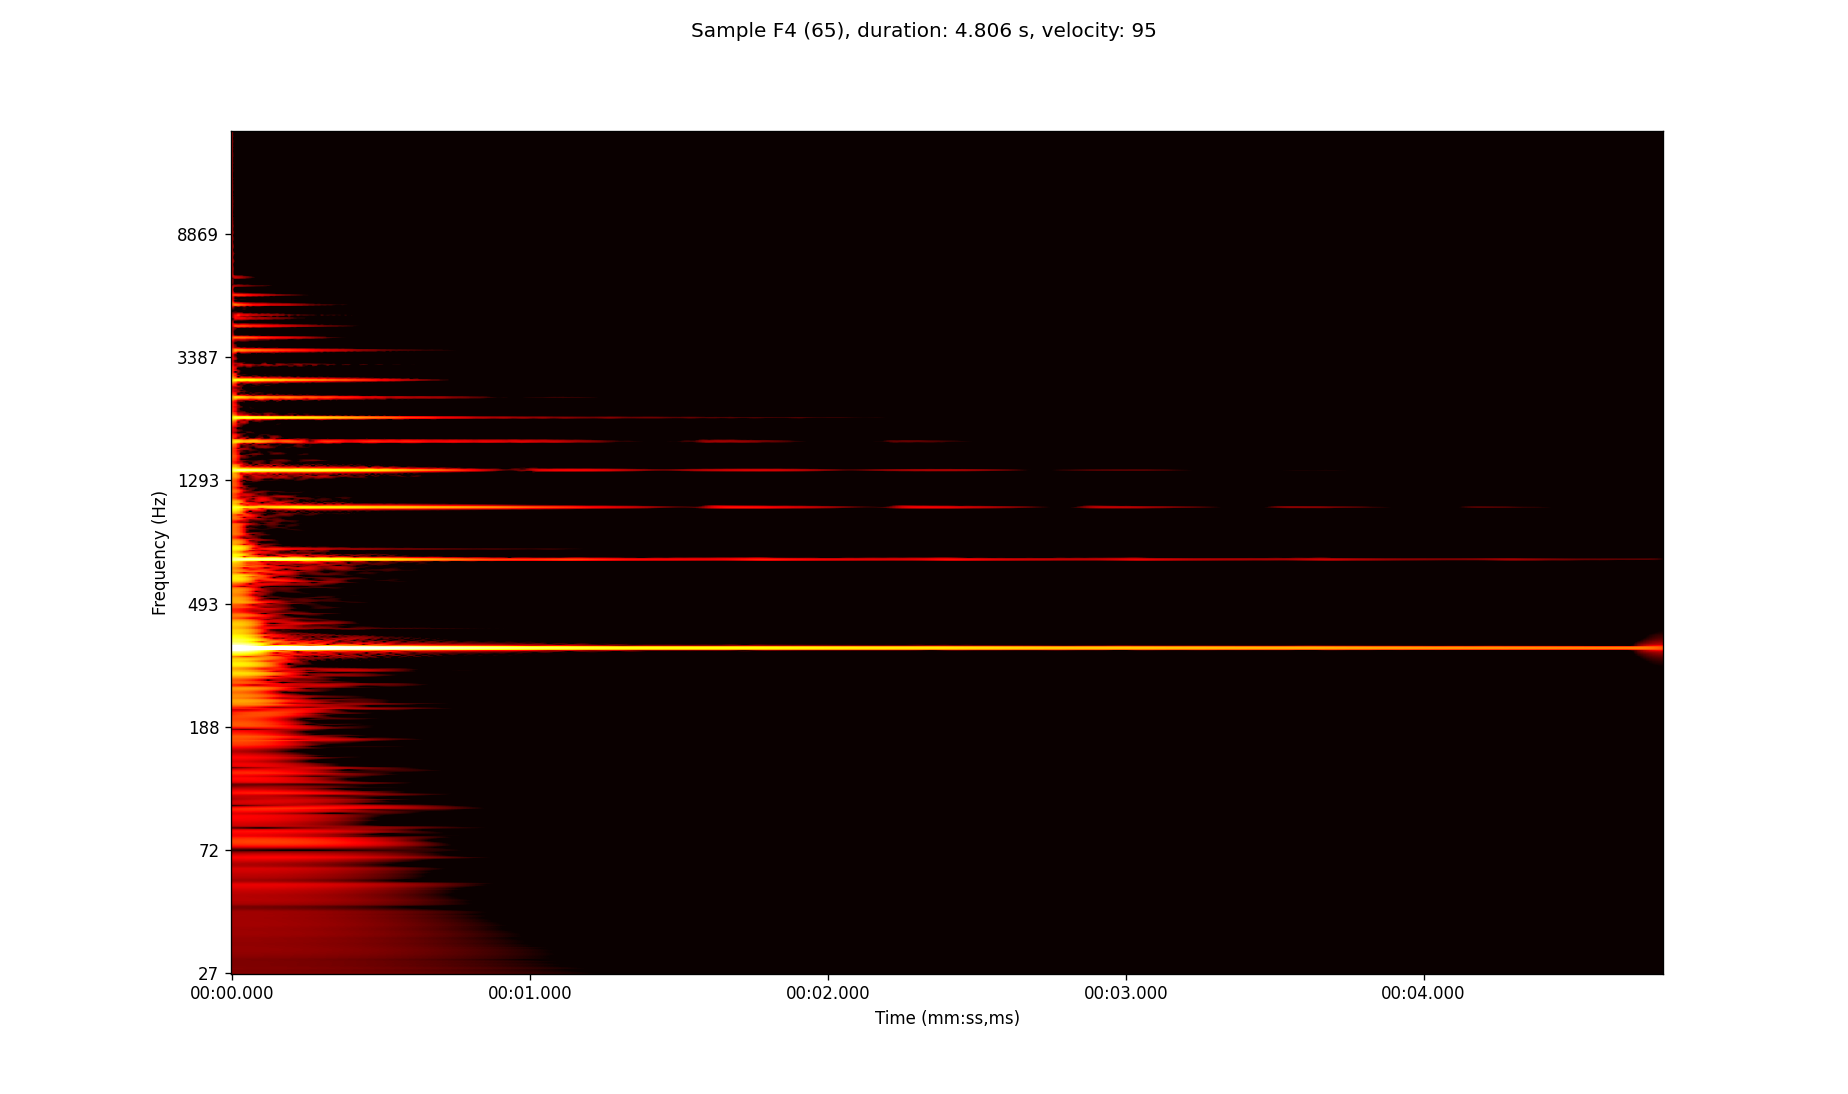 Sample F4 (65), duration: 4.806 s, velocity: 95
8869
3387
1293
493
188
72
27
Frequency (Hz)
00:00.000 00:01.000 00:02.000 00:03.000 00:04.000
Time (mm:ss,ms)